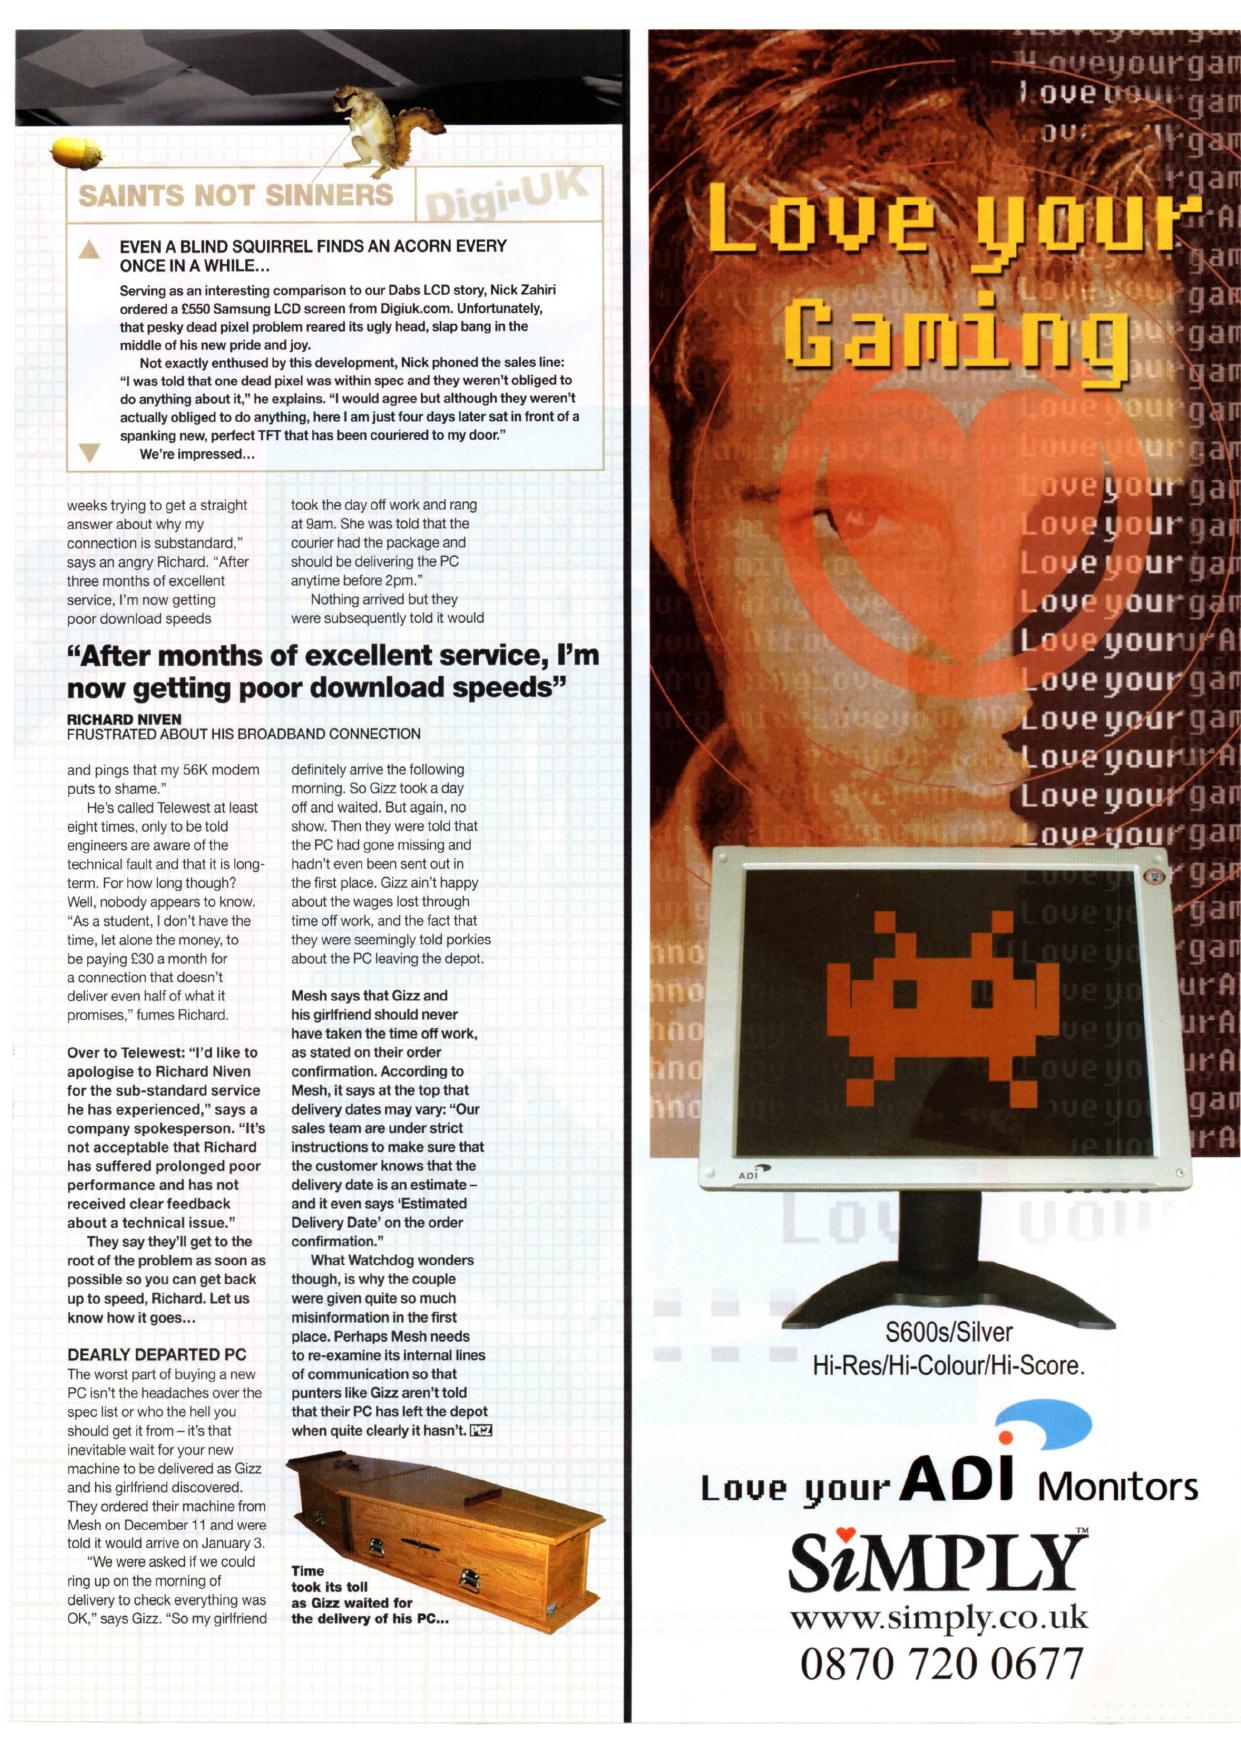 SAINTS NOT SINNERS
Digi-UK
EVEN A BLIND SQUIRREL FINDS AN ACORN EVERY
ONCE IN A WHILE...
Serving as an interesting comparison to our Dabs LCD story, Nick Zahiri
ordered a £550 Samsung LCD screen from Digiuk.com. Unfortunately,
that pesky dead pixel problem reared its ugly head, slap bang in the
middle of his new pride and joy.
Not exactly enthused by this development, Nick phoned the sales line:
“I was told that one dead pixel was within spec and they weren't obliged to
do anything about it,” he explains. “I would agree but although they weren't
actually obliged to do anything, here I am just four days later sat in front of a
spanking new, perfect TFT that has been couriered to my door.”
We're impressed...
weeks trying to get a straight
answer about why my
connection is substandard,”
says an angry Richard. “After
three months of excellent
service, I'm now getting
poor download speeds
“After months of excellent service, I'm
now getting poor download speeds”
RICHARD NIVEN
FRUSTRATED ABOUT HIS BROADBAND CONNECTION
and pings that my 56K modem
puts to shame.”
He's called Telewest at least
eight times, only to be told
engineers are aware of the
technical fault and that it is long-
term. For how long though?
Well, nobody appears to know.
“As a student, I don't have the
time, let alone the money, to
be paying £30 a month for
a connection that doesn't
deliver even half of what it
promises,” fumes Richard.
Over to Telewest: “I'd like to
apologise to Richard Niven
for the sub-standard service
he has experienced,” says a
company spokesperson. “It's
not acceptable that Richard
has suffered prolonged poor
performance and has not
received clear feedback
about a technical issue.”
They say they'll get to the
root of the problem as soon as
possible so you can get back
up to speed, Richard. Let us
know how it goes...
DEARLY DEPARTED PC
The worst part of buying a new
PC isn't the headaches over the
spec list or who the hell you
should get it from – it's that
inevitable wait for your new
machine to be delivered as Gizz
and his girlfriend discovered.
They ordered their machine from
Mesh on December 11 and were
told it would arrive on January 3.
“We were asked if we could
ring up on the morning of
delivery to check everything was
OK,” says Gizz. “So my girlfriend
took the day off work and rang
at 9am. She was told that the
courier had the package and
should be delivering the PC
anytime before 2pm.”
Nothing arrived but they
were subsequently told it would
definitely arrive the following
morning. So Gizz took a day
off and waited. But again, no
show. Then they were told that
the PC had gone missing and
hadn't even been sent out in
the first place. Gizz ain't happy
about the wages lost through
time off work, and the fact that
they were seemingly told porkies
about the PC leaving the depot.
Mesh says that Gizz and
his girlfriend should never
have taken the time off work,
as stated on their order
confirmation. According to
Mesh, it says at the top that
delivery dates may vary: “Our
sales team are under strict
instructions to make sure that
the customer knows that the
delivery date is an estimate –
and it even says ‘Estimated
Delivery Date’ on the order
confirmation.”
What Watchdog wonders
though, is why the couple
were given quite so much
misinformation in the first
place. Perhaps Mesh needs
to re-examine its internal lines
of communication so that
punters like Gizz aren't told
that their PC has left the depot
when quite clearly it hasn't. PCZ
Time
took its toll
as Gizz waited for
the delivery of his PC...
Love your
Gaming
Love your gam
Love your gam
Love your gam
Love your gam
Love your
Love your gam
Love your gam
Love your
Love your gam
Love your gam
ADI
S600s/Silver
Hi-Res/Hi-Colour/Hi-Score.
Love your ADI Monitors
SiMPLY™
www.simply.co.uk
0870 720 0677